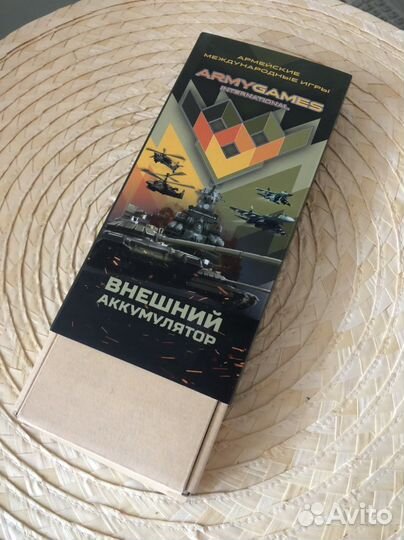 АРМЕЙСКИЕ
МЕЖДУНАРОДНЫЕ ИГРЫ
ARMYGAMES
INTERNATIONAL
ВНЕШНИЙ
АККУМУЛЯТОР
Avito